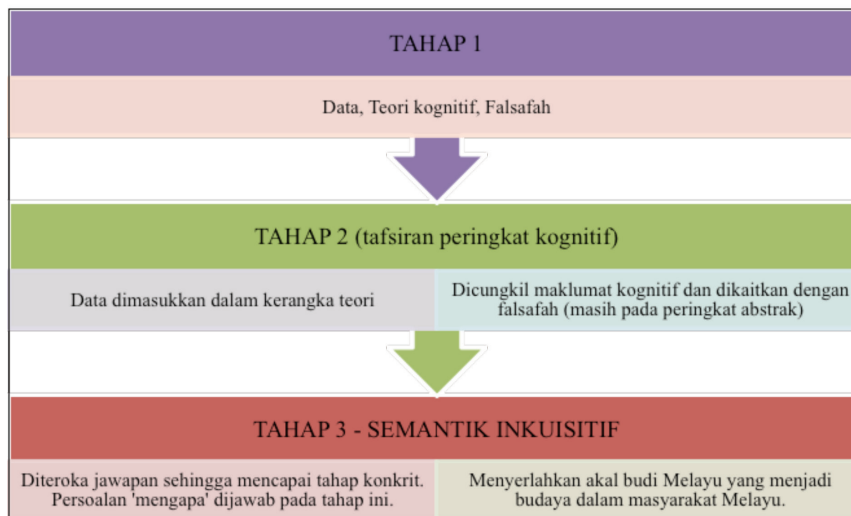 TAHAP 1
Data, Teori kognitif, Falsafah
TAHAP 2 (tafsiran peringkat kognitif)
Data dimasukkan dalam kerangka teori
Dicungkil maklumat kognitif dan dikaitkan dengan
falsafah (masih pada peringkat abstrak)
TAHAP 3 - SEMANTIK INKUISITIF
Diteroka jawapan sehingga mencapai tahap konkrit.
Persoalan 'mengapa' dijawab pada tahap ini.
Menyerlahkan akal budi Melayu yang menjadi
budaya dalam masyarakat Melayu.